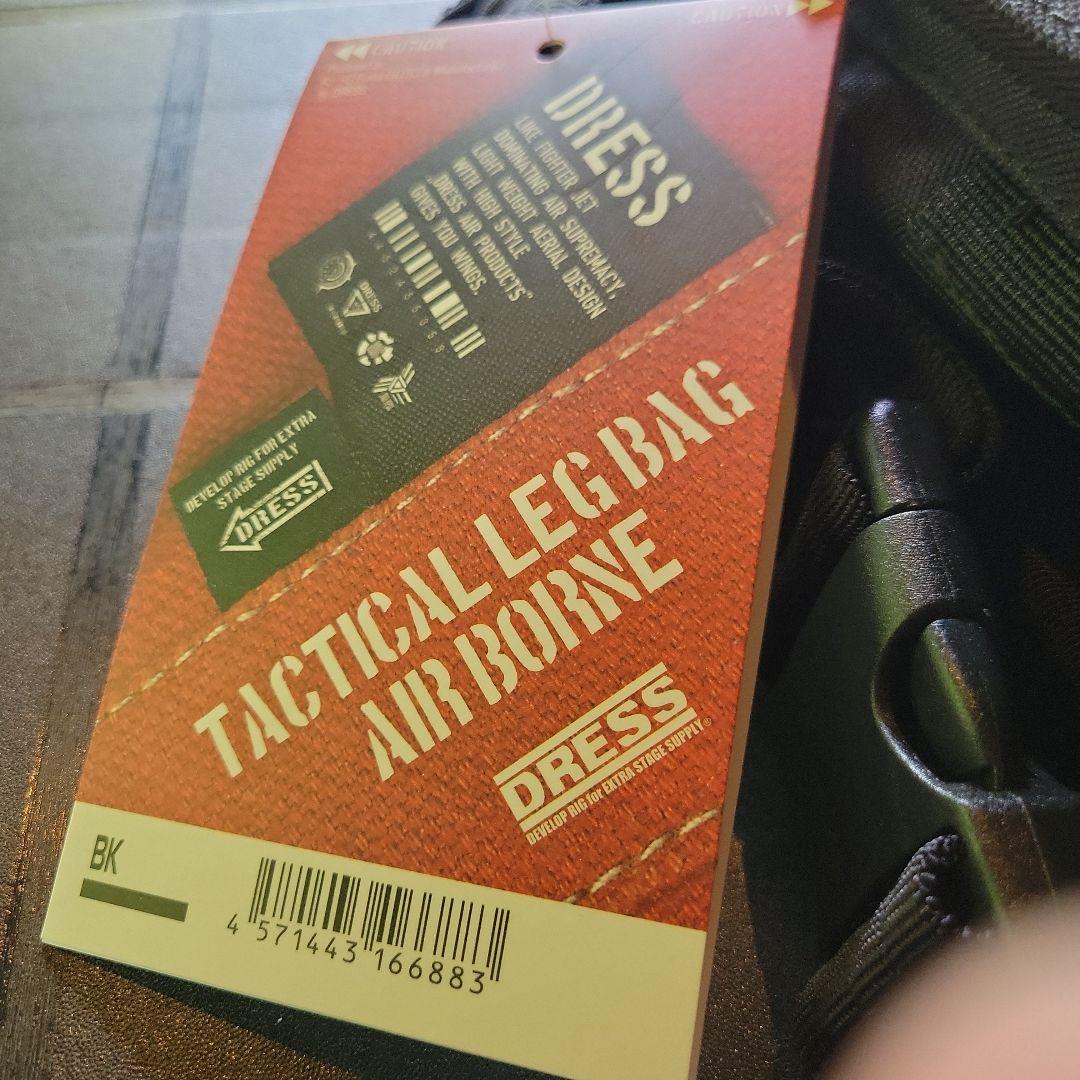 CAUTION
CAUTION
DRESS
LIKE FIGHTER JET
DOMINATING AIR SUPREMACY,
LIGHT WEIGHT AERIAL DESIGN
WITH HIGH STYLE
DRESS AIR PRODUCTS
GIVES YOU WINGS.
DRESS
DEVELOP RIG FOR EXTRA
STAGE SUPPLY
DRESS
TACTICAL LEG BAG
AIR BORNE
DRESS
DEVELOP RIG for EXTRA STAGE SUPPLY®
BK
4 571443 166883